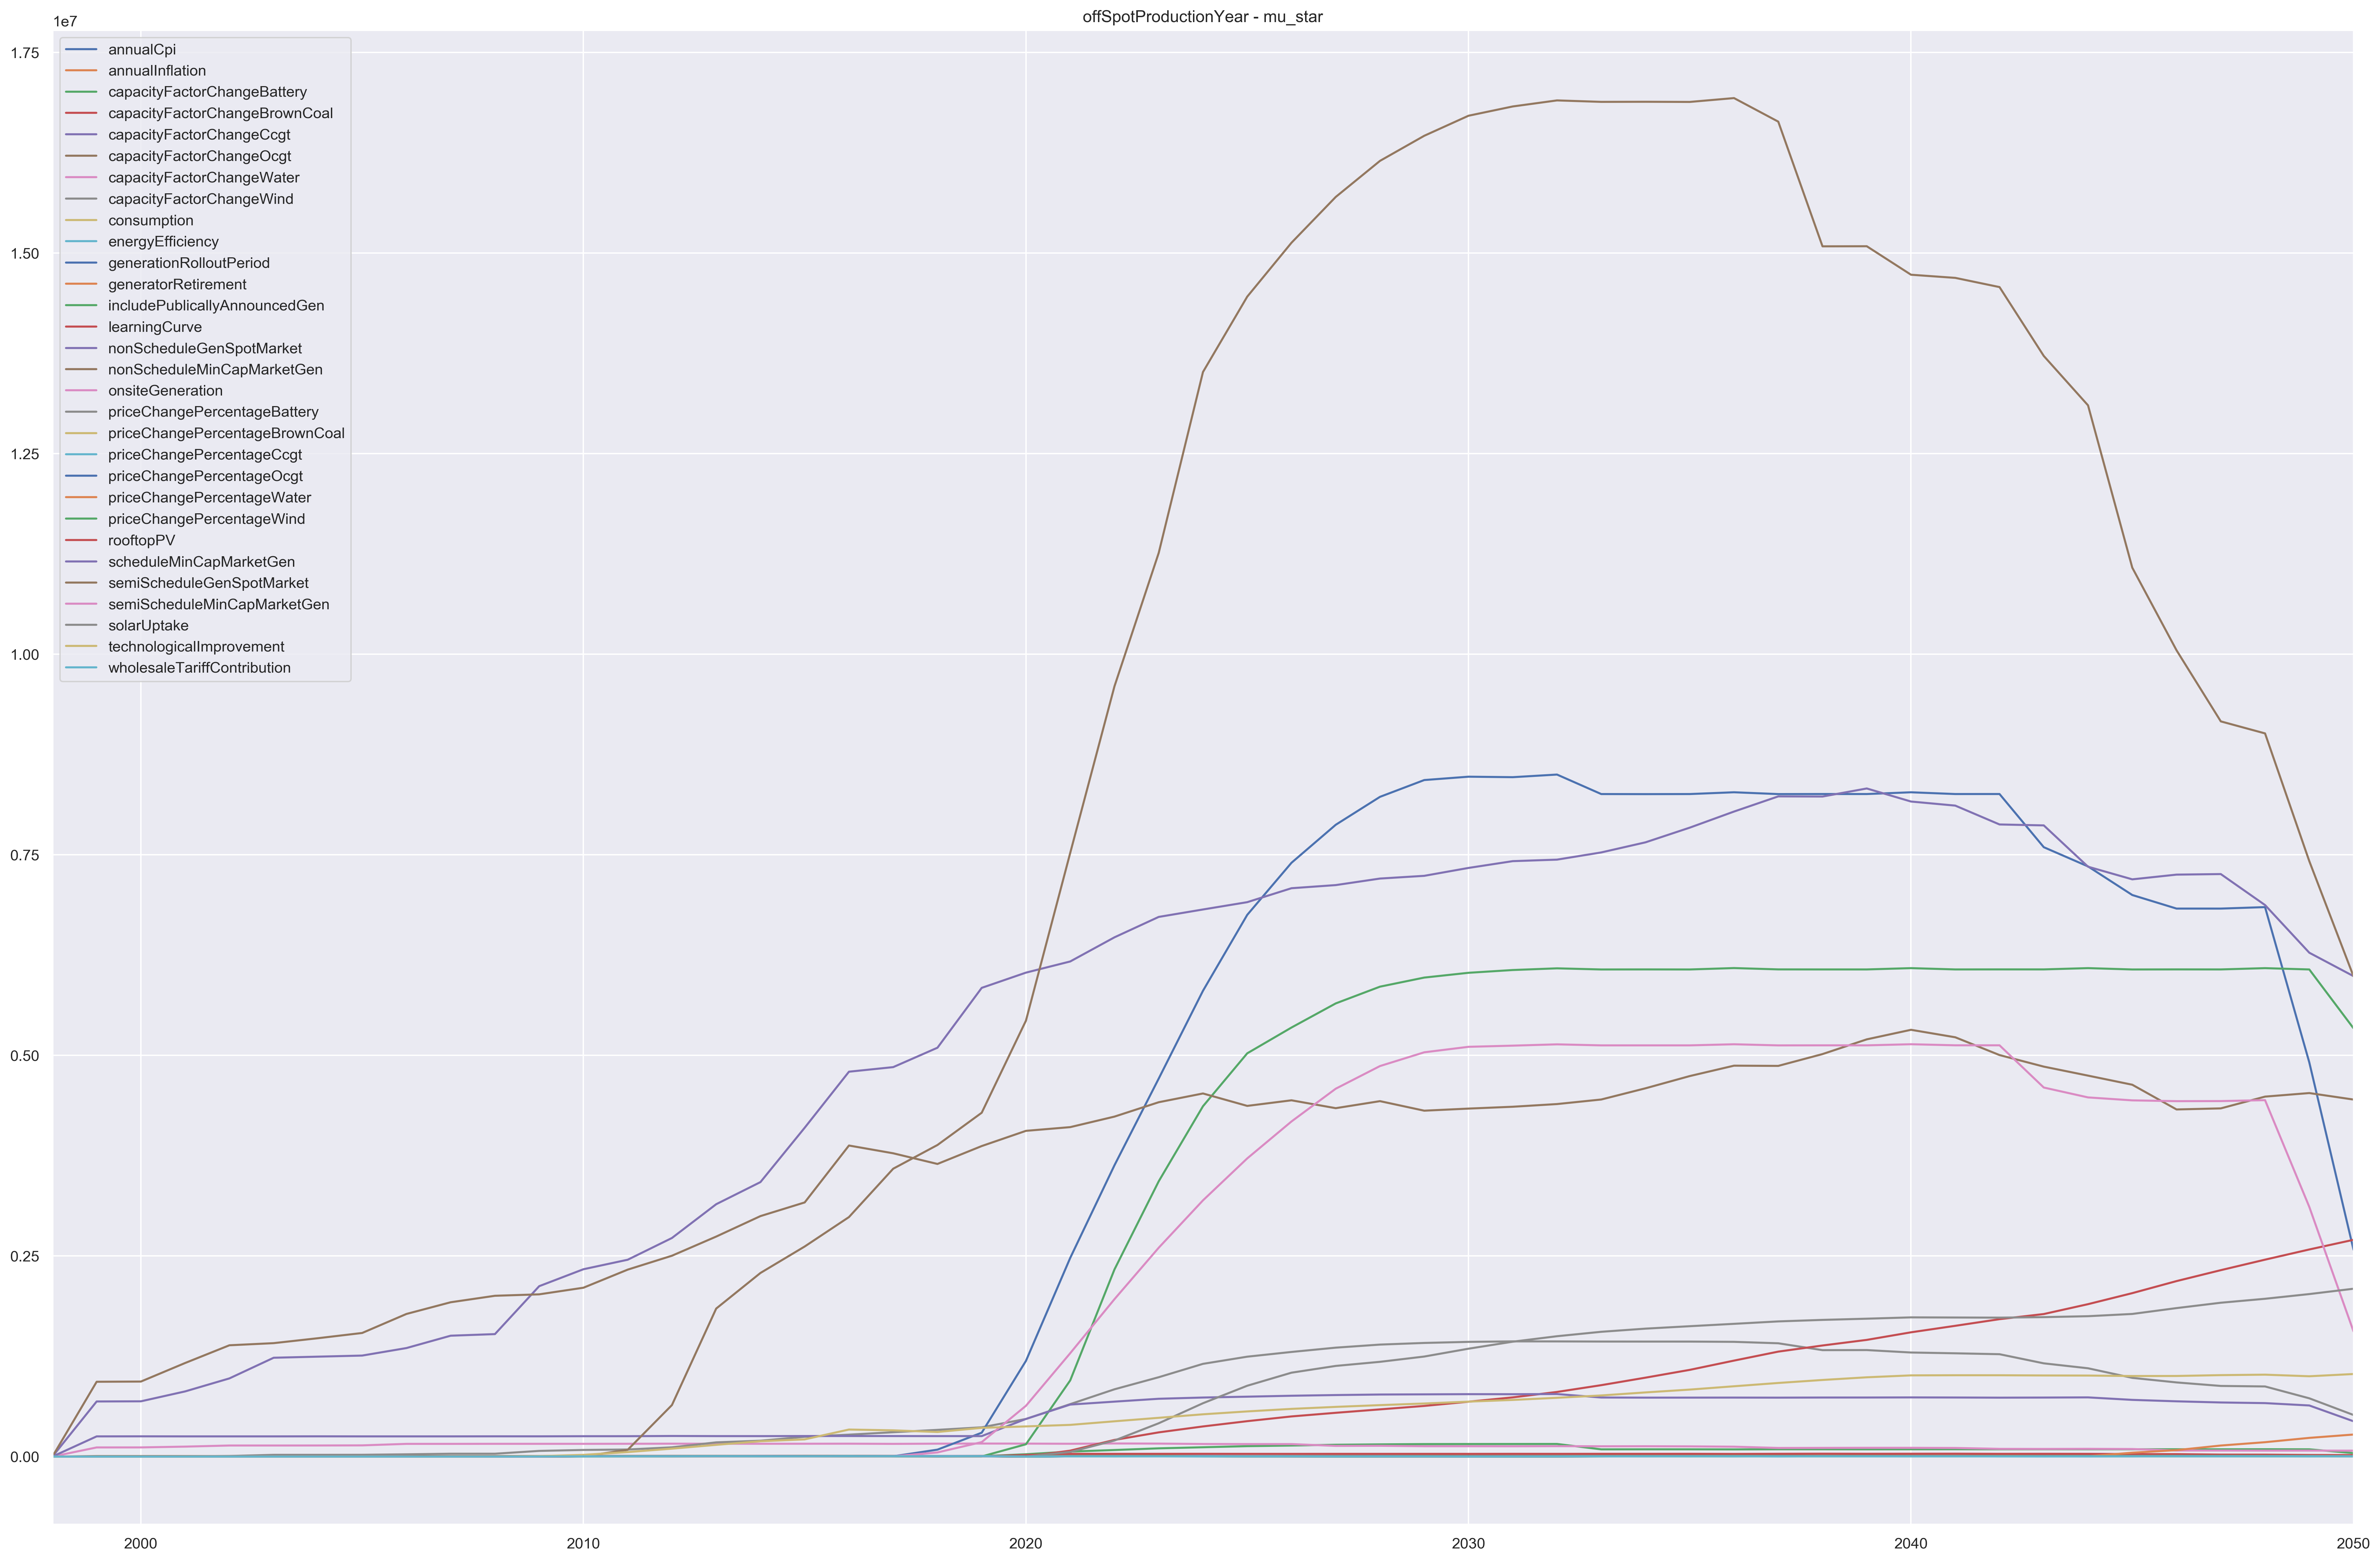 offSpotProductionYear - mu_star
1e7
1.75
1.50
1.25
1.00
0.75
0.50
0.25
0.00
annualCpi
annualInflation
capacityFactorChangeBattery
capacityFactorChangeBrownCoal
capacityFactorChangeCcgt
capacityFactorChangeOcgt
capacityFactorChangeWater
capacityFactorChangeWind
consumption
energyEfficiency
generationRolloutPeriod
generatorRetirement
includePublicallyAnnouncedGen
learningCurve
nonScheduleGenSpotMarket
nonScheduleMinCapMarketGen
onsiteGeneration
priceChangePercentageBattery
priceChangePercentageBrownCoal
priceChangePercentageCcgt
priceChangePercentageOcgt
priceChangePercentageWater
priceChangePercentageWind
rooftopPV
scheduleMinCapMarketGen
semiScheduleGenSpotMarket
semiScheduleMinCapMarketGen
solarUptake
technologicalImprovement
wholesaleTariffContribution
2000 2010 2020 2030 2040 2050